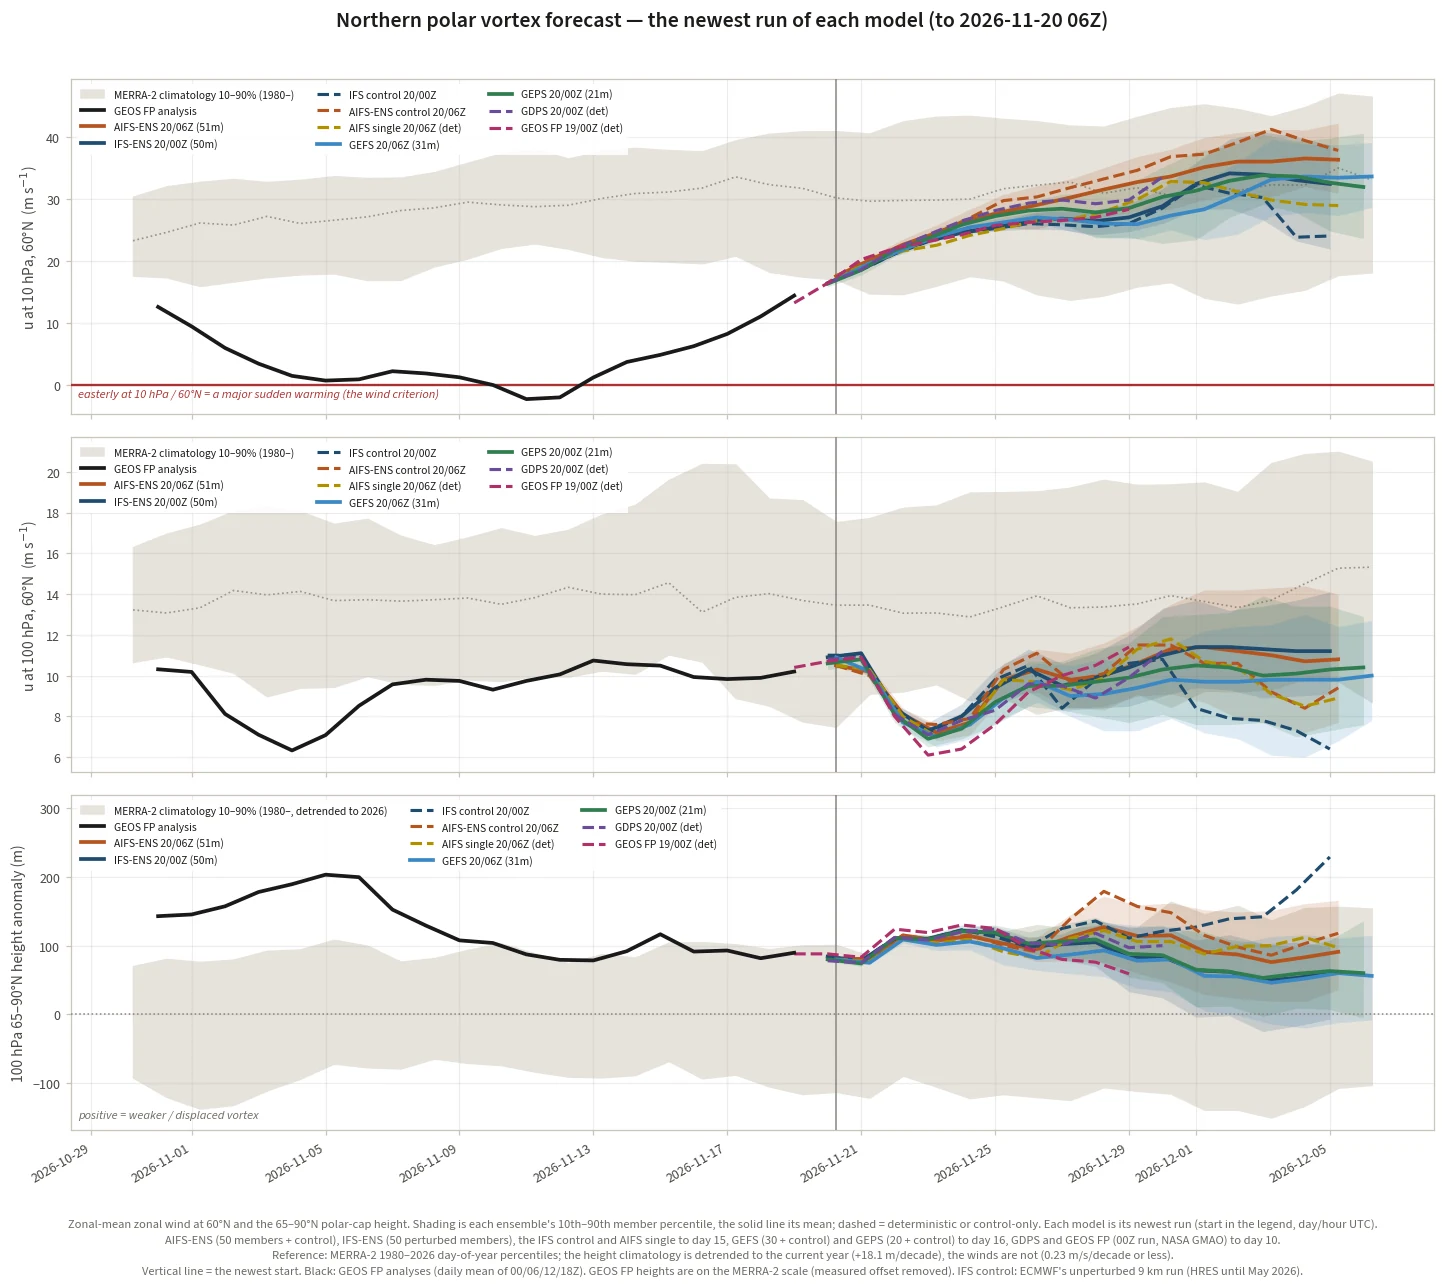 Northern polar vortex forecast — the newest run of each model (to 2026-11-20 06Z)
u at 10 hPa, 60°N (m s⁻¹)
40
30
20
10
0
MERRA-2 climatology 10–90% (1980–)
GEOS FP analysis
AIFS-ENS 20/06Z (51m)
IFS-ENS 20/00Z (50m)
IFS control 20/00Z
AIFS-ENS control 20/06Z
AIFS single 20/06Z (det)
GEFS 20/06Z (31m)
GEPS 20/00Z (21m)
GDPS 20/00Z (det)
GEOS FP 19/00Z (det)
easterly at 10 hPa / 60°N = a major sudden warming (the wind criterion)
u at 100 hPa, 60°N (m s⁻¹)
20
18
16
14
12
10
8
6
MERRA-2 climatology 10–90% (1980–)
GEOS FP analysis
AIFS-ENS 20/06Z (51m)
IFS-ENS 20/00Z (50m)
IFS control 20/00Z
AIFS-ENS control 20/06Z
AIFS single 20/06Z (det)
GEFS 20/06Z (31m)
GEPS 20/00Z (21m)
GDPS 20/00Z (det)
GEOS FP 19/00Z (det)
100 hPa 65–90°N height anomaly (m)
300
200
100
0
−100
MERRA-2 climatology 10–90% (1980–, detrended to 2026)
GEOS FP analysis
AIFS-ENS 20/06Z (51m)
IFS-ENS 20/00Z (50m)
IFS control 20/00Z
AIFS-ENS control 20/06Z
AIFS single 20/06Z (det)
GEFS 20/06Z (31m)
GEPS 20/00Z (21m)
GDPS 20/00Z (det)
GEOS FP 19/00Z (det)
positive = weaker / displaced vortex
2026-10-29
2026-11-01
2026-11-05
2026-11-09
2026-11-13
2026-11-17
2026-11-21
2026-11-25
2026-11-29
2026-12-01
2026-12-05
Zonal-mean zonal wind at 60°N and the 65–90°N polar-cap height. Shading is each ensemble's 10th–90th member percentile, the solid line its mean; dashed = deterministic or control-only. Each model is its newest run (start in the legend, day/hour UTC).
AIFS-ENS (50 members + control), IFS-ENS (50 perturbed members), the IFS control and AIFS single to day 15, GEFS (30 + control) and GEPS (20 + control) to day 16, GDPS and GEOS FP (00Z run, NASA GMAO) to day 10.
Reference: MERRA-2 1980–2026 day-of-year percentiles; the height climatology is detrended to the current year (+18.1 m/decade), the winds are not (0.23 m/s/decade or less).
Vertical line = the newest start. Black: GEOS FP analyses (daily mean of 00/06/12/18Z). GEOS FP heights are on the MERRA-2 scale (measured offset removed). IFS control: ECMWF's unperturbed 9 km run (HRES until May 2026).